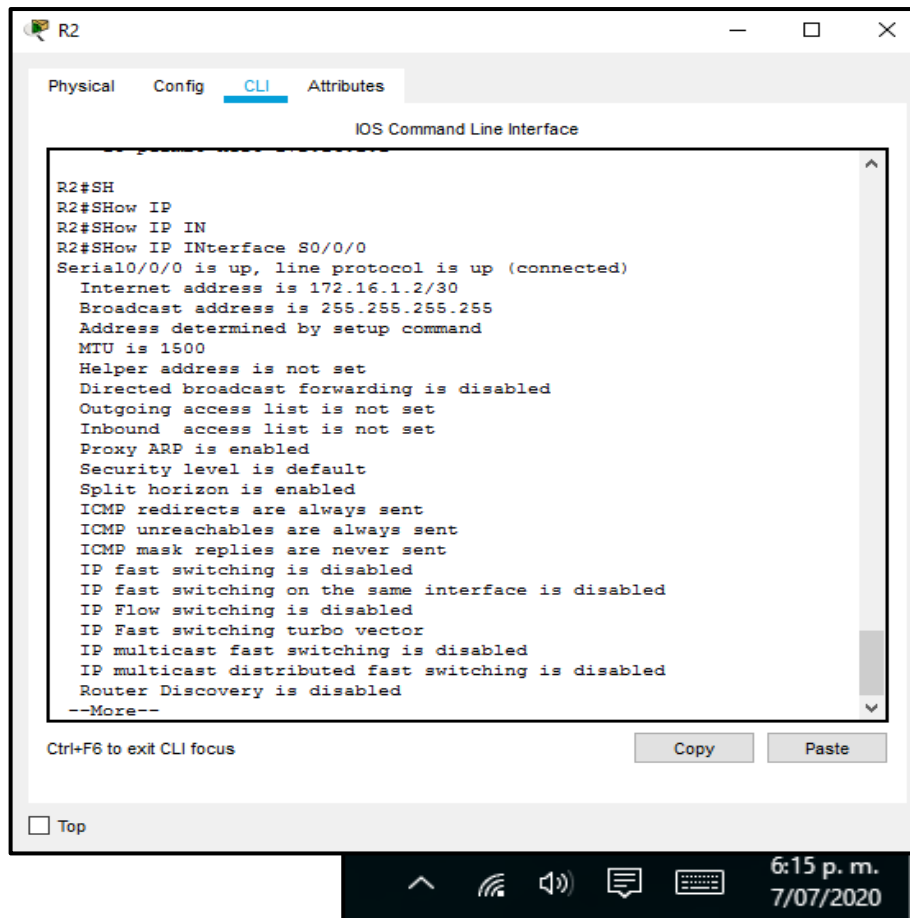 R2
Physical Config CLI Attributes
IOS Command Line Interface
R2#SH
R2#SHow IP
R2#SHow IP IN
R2#SHow IP INterface S0/0/0
Serial0/0/0 is up, line protocol is up (connected)
Internet address is 172.16.1.2/30
Broadcast address is 255.255.255.255
Address determined by setup command
MTU is 1500
Helper address is not set
Directed broadcast forwarding is disabled
Outgoing access list is not set
Inbound  access list is not set
Proxy ARP is enabled
Security level is default
Split horizon is enabled
ICMP redirects are always sent
ICMP unreachables are always sent
ICMP mask replies are never sent
IP fast switching is disabled
IP fast switching on the same interface is disabled
IP Flow switching is disabled
IP Fast switching turbo vector
IP multicast fast switching is disabled
IP multicast distributed fast switching is disabled
Router Discovery is disabled
--More--
Ctrl+F6 to exit CLI focus
Copy Paste
Top
6:15 p. m.
7/07/2020